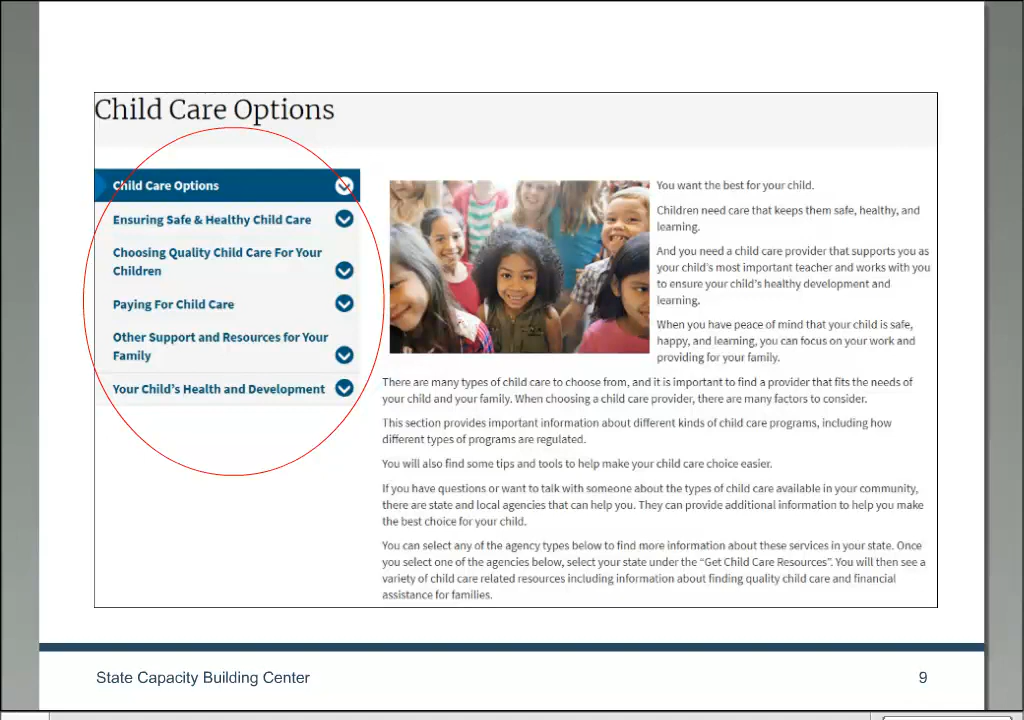 Child Care Options
Child Care Options
Ensuring Safe & Healthy Child Care
Choosing Quality Child Care For Your
Children
Paying For Child Care
Other Support and Resources for Your
Family
Your Child's Health and Development
You want the best for your child.
Children need care that keeps them safe, healthy, and
learning.
And you need a child care provider that supports you as
your child's most important teacher and works with you
to ensure your child's healthy development and
learning.
When you have peace of mind that your child is safe,
happy, and learning, you can focus on your work and
providing for your family.
There are many types of child care to choose from, and it is important to find a provider that fits the needs of
your child and your family. When choosing a child care provider, there are many factors to consider.
This section provides important information about different kinds of child care programs, including how
different types of programs are regulated.
You will also find some tips and tools to help make your child care choice easier.
If you have questions or want to talk with someone about the types of child care available in your community,
there are state and local agencies that can help you. They can provide additional information to help you make
the best choice for your child.
You can select any of the agency types below to find more information about these services in your state. Once
you select one of the agencies below, select your state under the “Get Child Care Resources”. You will then see a
variety of child care related resources including information about finding quality child care and financial
assistance for families.
State Capacity Building Center
9